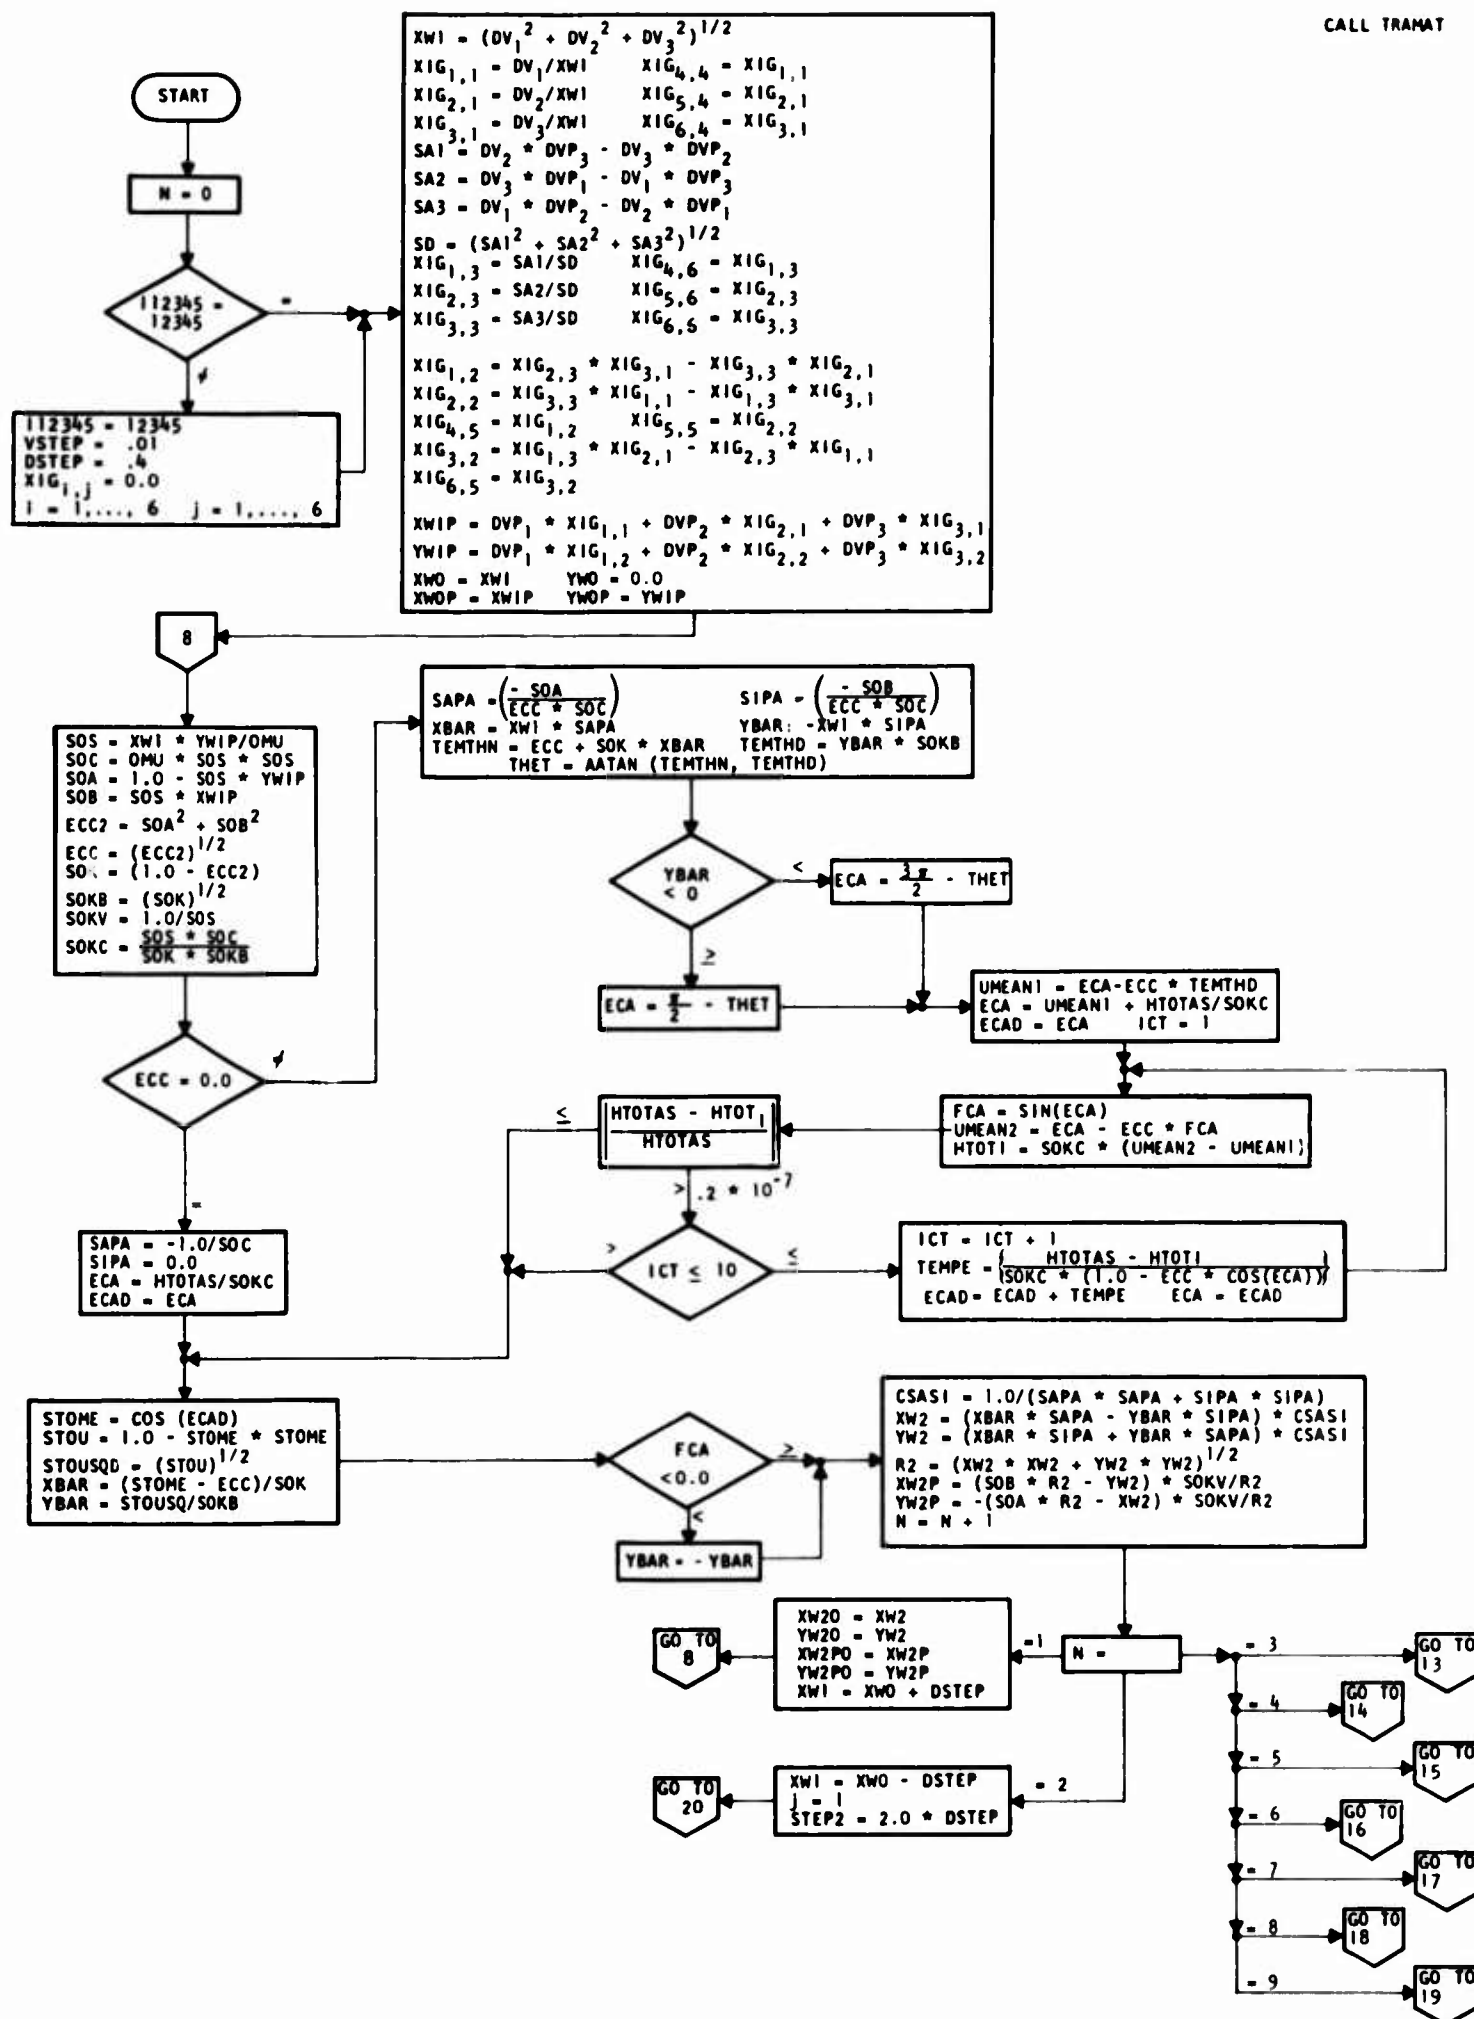 CALL TRAMAT
START
N = 0
I12345 =
12345
=
≠
I12345 = 12345
VSTEP = .01
DSTEP = .4
XIG i,j = 0.0
i = 1,..., 6 j = 1,..., 6
XW1 = (DV₁² + DV₂² + DV₃²)^1/2
XIG₁,₁ = DV₁/XW1 XIG₄,₄ = XIG₁,₁
XIG₂,₁ = DV₂/XW1 XIG₅,₄ = XIG₂,₁
XIG₃,₁ = DV₃/XW1 XIG₆,₄ = XIG₃,₁
SA1 = DV₂ * DVP₃ - DV₃ * DVP₂
SA2 = DV₃ * DVP₁ - DV₁ * DVP₃
SA3 = DV₁ * DVP₂ - DV₂ * DVP₁
SD = (SA1² + SA2² + SA3²)^1/2
XIG₁,₃ = SA1/SD XIG₄,₆ = XIG₁,₃
XIG₂,₃ = SA2/SD XIG₅,₆ = XIG₂,₃
XIG₃,₃ = SA3/SD XIG₆,₆ = XIG₃,₃
XIG₁,₂ = XIG₂,₃ * XIG₃,₁ - XIG₃,₃ * XIG₂,₁
XIG₂,₂ = XIG₃,₃ * XIG₁,₁ - XIG₁,₃ * XIG₃,₁
XIG₄,₅ = XIG₁,₂ XIG₅,₅ = XIG₂,₂
XIG₃,₂ = XIG₁,₃ * XIG₂,₁ - XIG₂,₃ * XIG₁,₁
XIG₆,₅ = XIG₃,₂
XWIP = DVP₁ * XIG₁,₁ + DVP₂ * XIG₂,₁ + DVP₃ * XIG₃,₁
YWIP = DVP₁ * XIG₁,₂ + DVP₂ * XIG₂,₂ + DVP₃ * XIG₃,₂
XWO = XWI YWO = 0.0
XWOP = XWIP YWOP = YWIP
8
SOS = XWI * YWIP/OMU
SOC = OMU * SOS * SOS
SOA = 1.0 - SOS * YWIP
SOB = SOS * XWIP
ECC2 = SOA² + SOB²
ECC = (ECC2)^1/2
SOK = (1.0 - ECC2)
SOKB = (SOK)^1/2
SOKV = 1.0/SOS
SOKC = SOS * SOC
SOK * SOKB
ECC = 0.0
≠
=
SAPA = (- SOA / ECC * SOC) SIPA = (- SOB / ECC * SOC)
XBAR = XWI * SAPA YBAR: -XWI * SIPA
TEMTHN = ECC + SOK * XBAR TEMTHD = YBAR * SOKB
THET = AATAN (TEMTHN, TEMTHD)
YBAR
< 0
<
≥
ECA = 3π/2 - THET
ECA = π/2 - THET
UMEAN1 = ECA-ECC * TEMTHD
ECA = UMEAN1 + HTOTAS/SOKC
ECAD = ECA ICT = 1
FCA = SIN(ECA)
UMEAN2 = ECA - ECC * FCA
HTOT1 = SOKC * (UMEAN2 - UMEAN1)
≤
HTOTAS - HTOT₁
HTOTAS
> .2 * 10⁻⁷
ICT ≤ 10
>
≤
ICT = ICT + 1
TEMPE = (HTOTAS - HTOT1 / SOKC * (1.0 - ECC * COS(ECA)))
ECAD = ECAD + TEMPE ECA = ECAD
SAPA = -1.0/SOC
SIPA = 0.0
ECA = HTOTAS/SOKC
ECAD = ECA
STOME = COS (ECAD)
STOU = 1.0 - STOME * STOME
STOUSQD = (STOU)^1/2
XBAR = (STOME - ECC)/SOK
YBAR = STOUSQ/SOKB
FCA
<0.0
≥
<
YBAR = - YBAR
CSASI = 1.0/(SAPA * SAPA + SIPA * SIPA)
XW2 = (XBAR * SAPA - YBAR * SIPA) * CSASI
YW2 = (XBAR * SIPA + YBAR * SAPA) * CSASI
R2 = (XW2 * XW2 + YW2 * YW2)^1/2
XW2P = (SOB * R2 - YW2) * SOKV/R2
YW2P = -(SOA * R2 - XW2) * SOKV/R2
N = N + 1
N =
=1
XW2O = XW2
YW2O = YW2
XW2PO = XW2P
YW2PO = YW2P
XWI = XWO + DSTEP
GO TO
8
= 2
XWI = XWO - DSTEP
j = 1
STEP2 = 2.0 * DSTEP
GO TO
20
= 3
GO TO
13
= 4
GO TO
14
= 5
GO TO
15
= 6
GO TO
16
= 7
GO TO
17
= 8
GO TO
18
= 9
GO TO
19